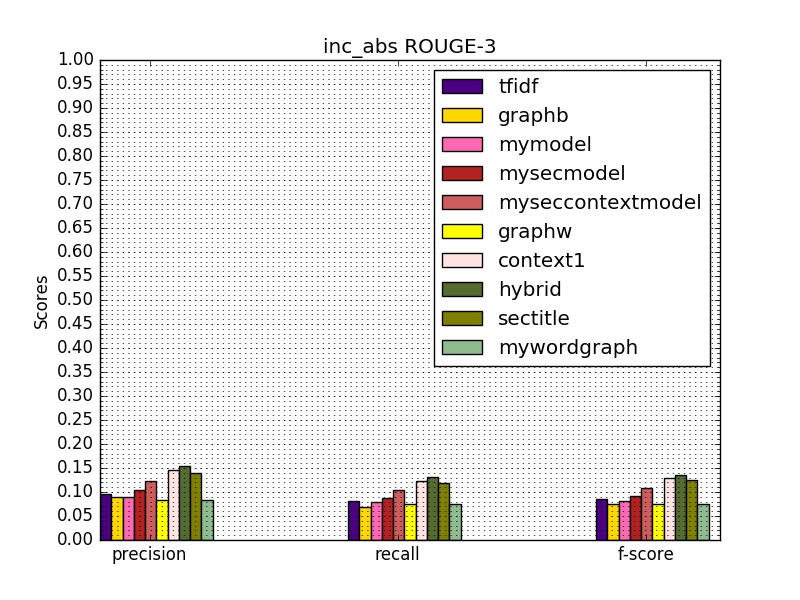 inc_abs ROUGE-3
1.00
0.95
0.90
0.85
0.80
0.75
0.70
0.65
0.60
0.55
0.50
0.45
0.40
0.35
0.30
0.25
0.20
0.15
0.10
0.05
0.00
Scores
tfidf
graphb
mymodel
mysecmodel
myseccontextmodel
graphw
context1
hybrid
sectitle
mywordgraph
precision recall f-score